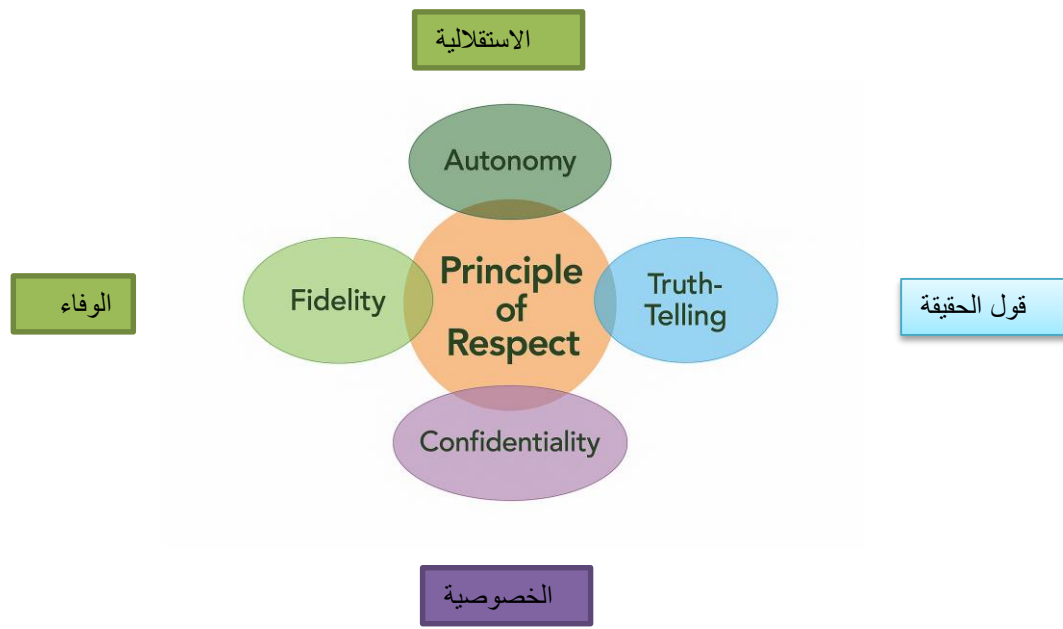 الاستقلالية
Autonomy
الوفاء
Fidelity
Principle
of
Respect
Truth-
Telling
قول الحقيقة
Confidentiality
الخصوصية